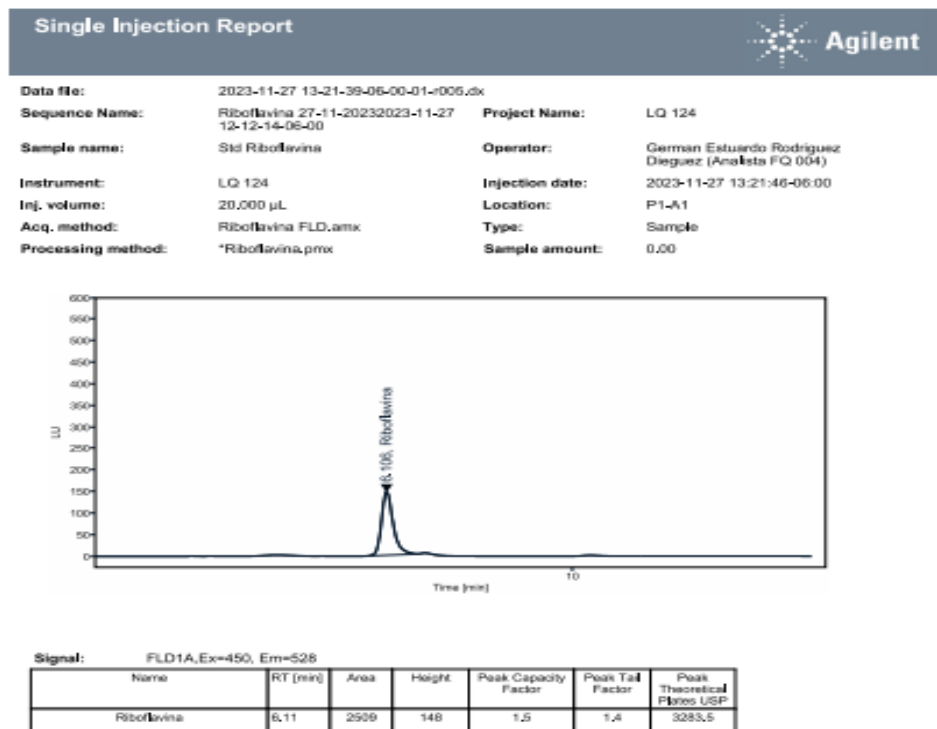 Single Injection Report
Agilent
Data file: 2023-11-27 13-21-39-06-00-01-r005.dx
Sequence Name: Riboflavina 27-11-20232023-11-27 Project Name: LQ 124
12-12-14-06-00
Sample name: Std Riboflavina Operator: German Estuardo Rodriguez
Dieguez (Analista FQ 004)
Instrument: LQ 124 Injection date: 2023-11-27 13:21:46-06:00
Inj. volume: 20.000 µL Location: P1-A1
Acq. method: Riboflavina FLD.amx Type: Sample
Processing method: *Riboflavina.pmx Sample amount: 0.00
600
550
500
450
400
350
300
250
200
150
100
50
0
LU
6.106, Riboflavina
10
Time [min]
Signal: FLD1A,Ex=450, Em=528
Name RT [min] Area Height Peak Capacity Peak Tail Peak
Factor Factor Theoretical
Plates USP
Riboflavina 6.11 2509 148 1.5 1.4 3283.5